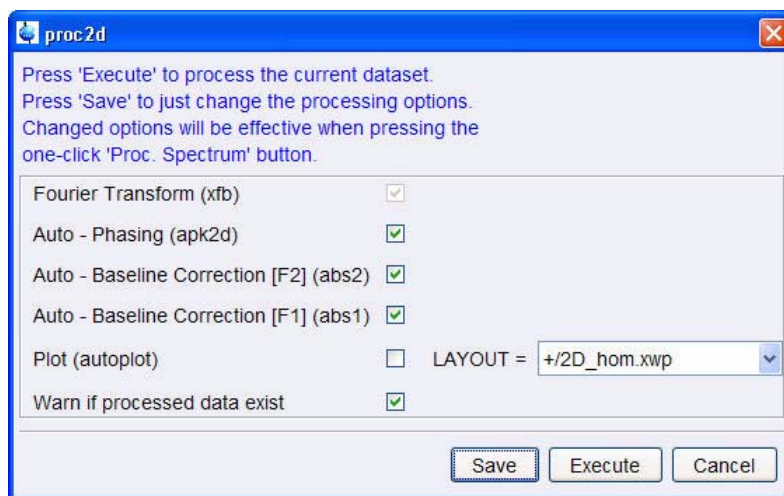 proc2d
Press 'Execute' to process the current dataset.
Press 'Save' to just change the processing options.
Changed options will be effective when pressing the
one-click 'Proc. Spectrum' button.
Fourier Transform (xfb)
Auto - Phasing (apk2d)
Auto - Baseline Correction [F2] (abs2)
Auto - Baseline Correction [F1] (abs1)
Plot (autoplot) LAYOUT = +/2D_hom.xwp
Warn if processed data exist
Save Execute Cancel